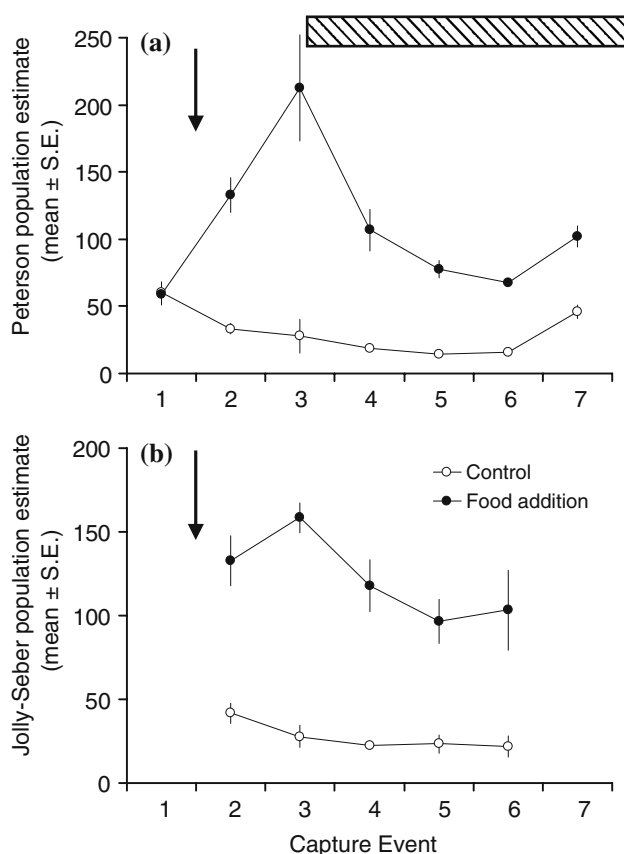 (a)
Peterson population estimate
(mean ± S.E.)
250
200
150
100
50
0
1 2 3 4 5 6 7
(b)
Control
Food addition
Jolly-Seber population estimate
(mean ± S.E.)
200
150
100
50
0
1 2 3 4 5 6 7
Capture Event